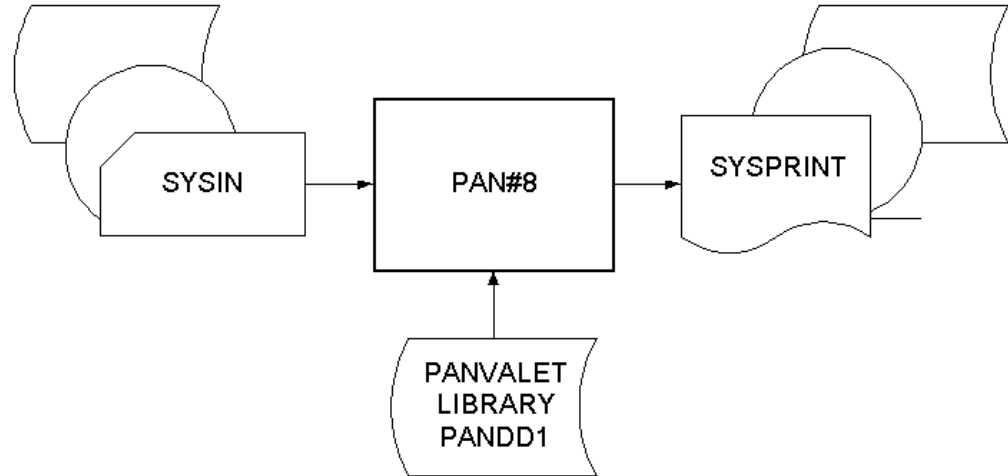 SYSIN
PAN#8
SYSPRINT
PANVALET
LIBRARY
PANDD1